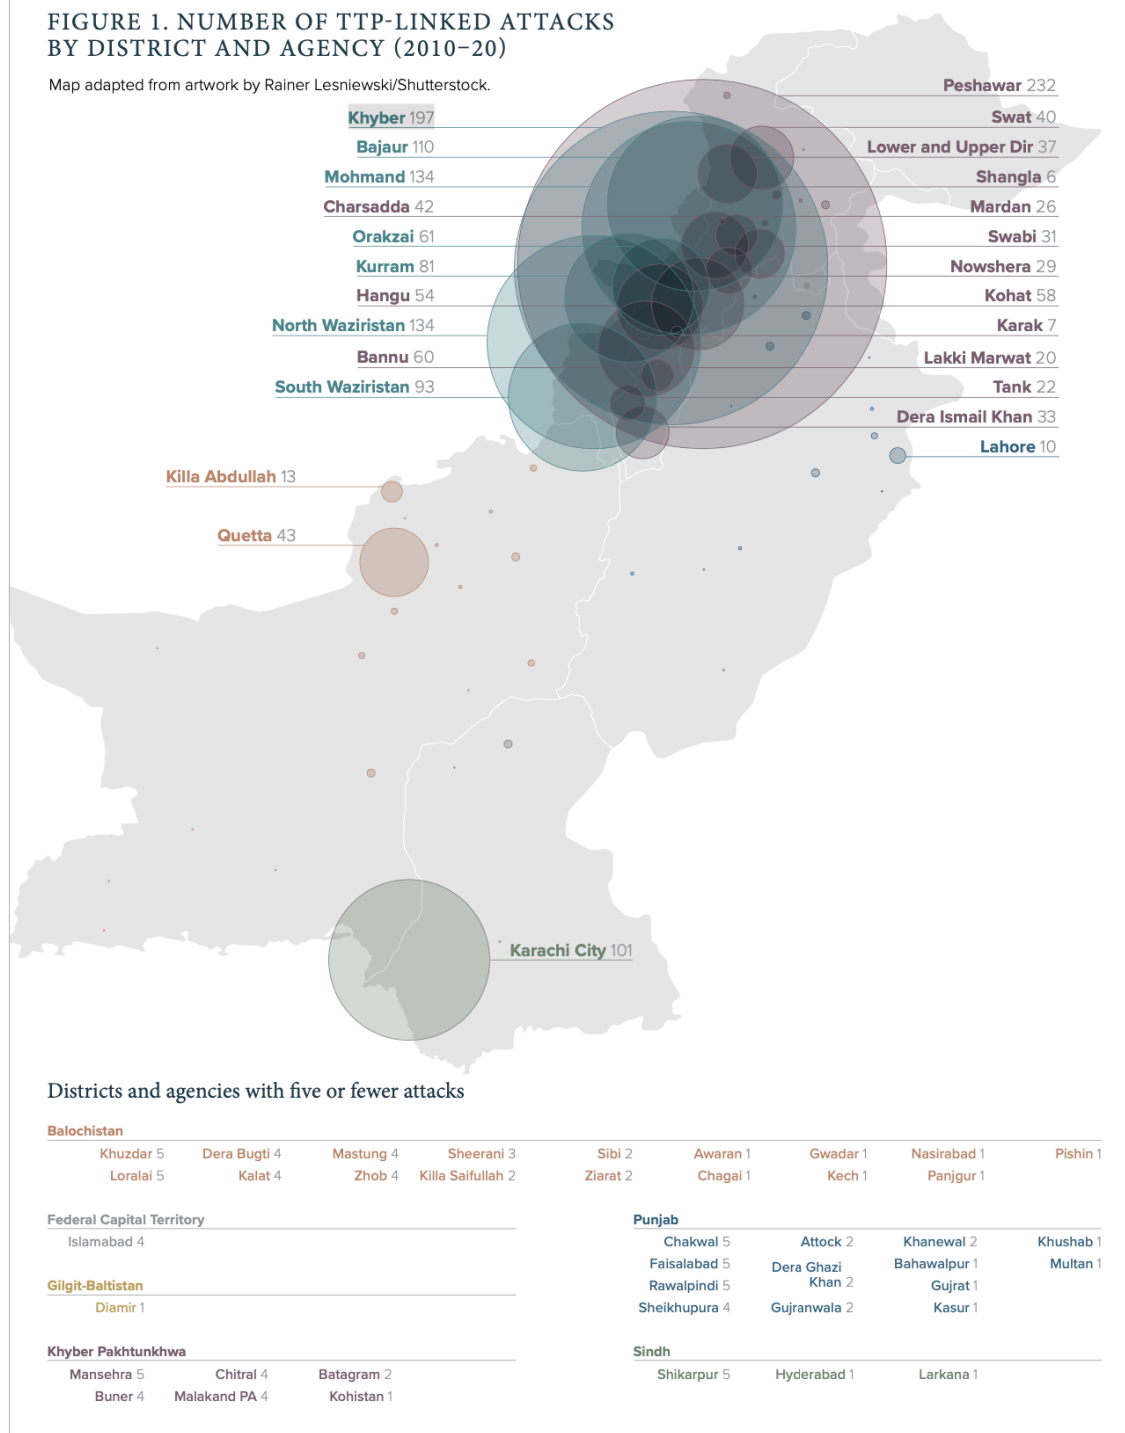 FIGURE 1. NUMBER OF TTP-LINKED ATTACKS
BY DISTRICT AND AGENCY (2010–20)
Map adapted from artwork by Rainer Lesniewski/Shutterstock.
Khyber 197
Bajaur 110
Mohmand 134
Charsadda 42
Orakzai 61
Kurram 81
Hangu 54
North Waziristan 134
Bannu 60
South Waziristan 93
Peshawar 232
Swat 40
Lower and Upper Dir 37
Shangla 6
Mardan 26
Swabi 31
Nowshera 29
Kohat 58
Karak 7
Lakki Marwat 20
Tank 22
Dera Ismail Khan 33
Lahore 10
Killa Abdullah 13
Quetta 43
Karachi City 101
Districts and agencies with five or fewer attacks
Balochistan
Khuzdar 5 Dera Bugti 4 Mastung 4 Sheerani 3 Sibi 2 Awaran 1 Gwadar 1 Nasirabad 1 Pishin 1
Loralai 5 Kalat 4 Zhob 4 Killa Saifullah 2 Ziarat 2 Chagai 1 Kech 1 Panjgur 1
Federal Capital Territory
Islamabad 4
Gilgit-Baltistan
Diamir 1
Khyber Pakhtunkhwa
Mansehra 5 Chitral 4 Batagram 2
Buner 4 Malakand PA 4 Kohistan 1
Punjab
Chakwal 5 Attock 2 Khanewal 2 Khushab 1
Faisalabad 5 Dera Ghazi Bahawalpur 1 Multan 1
Rawalpindi 5 Khan 2 Gujrat 1
Sheikhupura 4 Gujranwala 2 Kasur 1
Sindh
Shikarpur 5 Hyderabad 1 Larkana 1